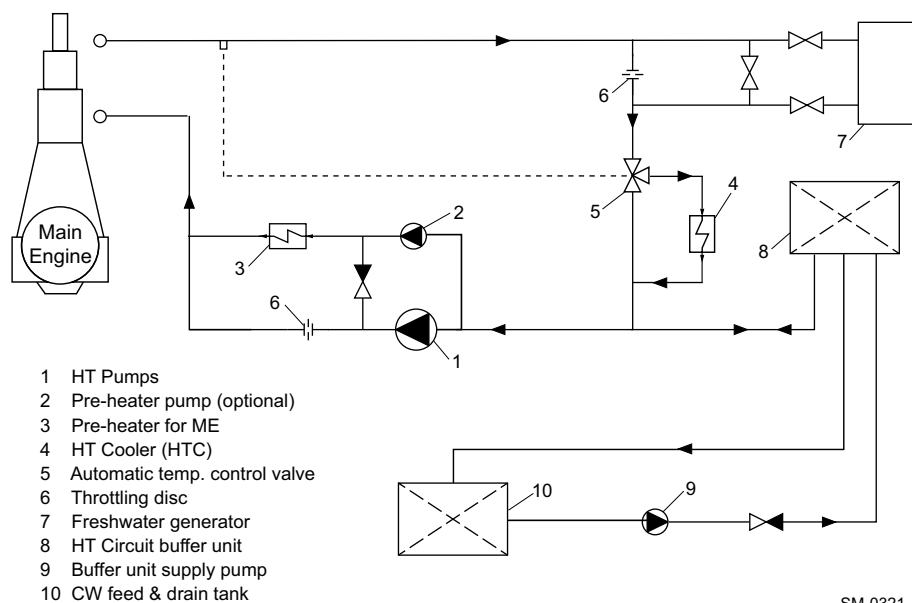 6
7
5
4
8
2
3
6
1
Main
Engine
1 HT Pumps
2 Pre-heater pump (optional)
3 Pre-heater for ME
4 HT Cooler (HTC)
5 Automatic temp. control valve
6 Throttling disc
7 Freshwater generator
8 HT Circuit buffer unit
9 Buffer unit supply pump
10 CW feed & drain tank
10
9
SM-0321